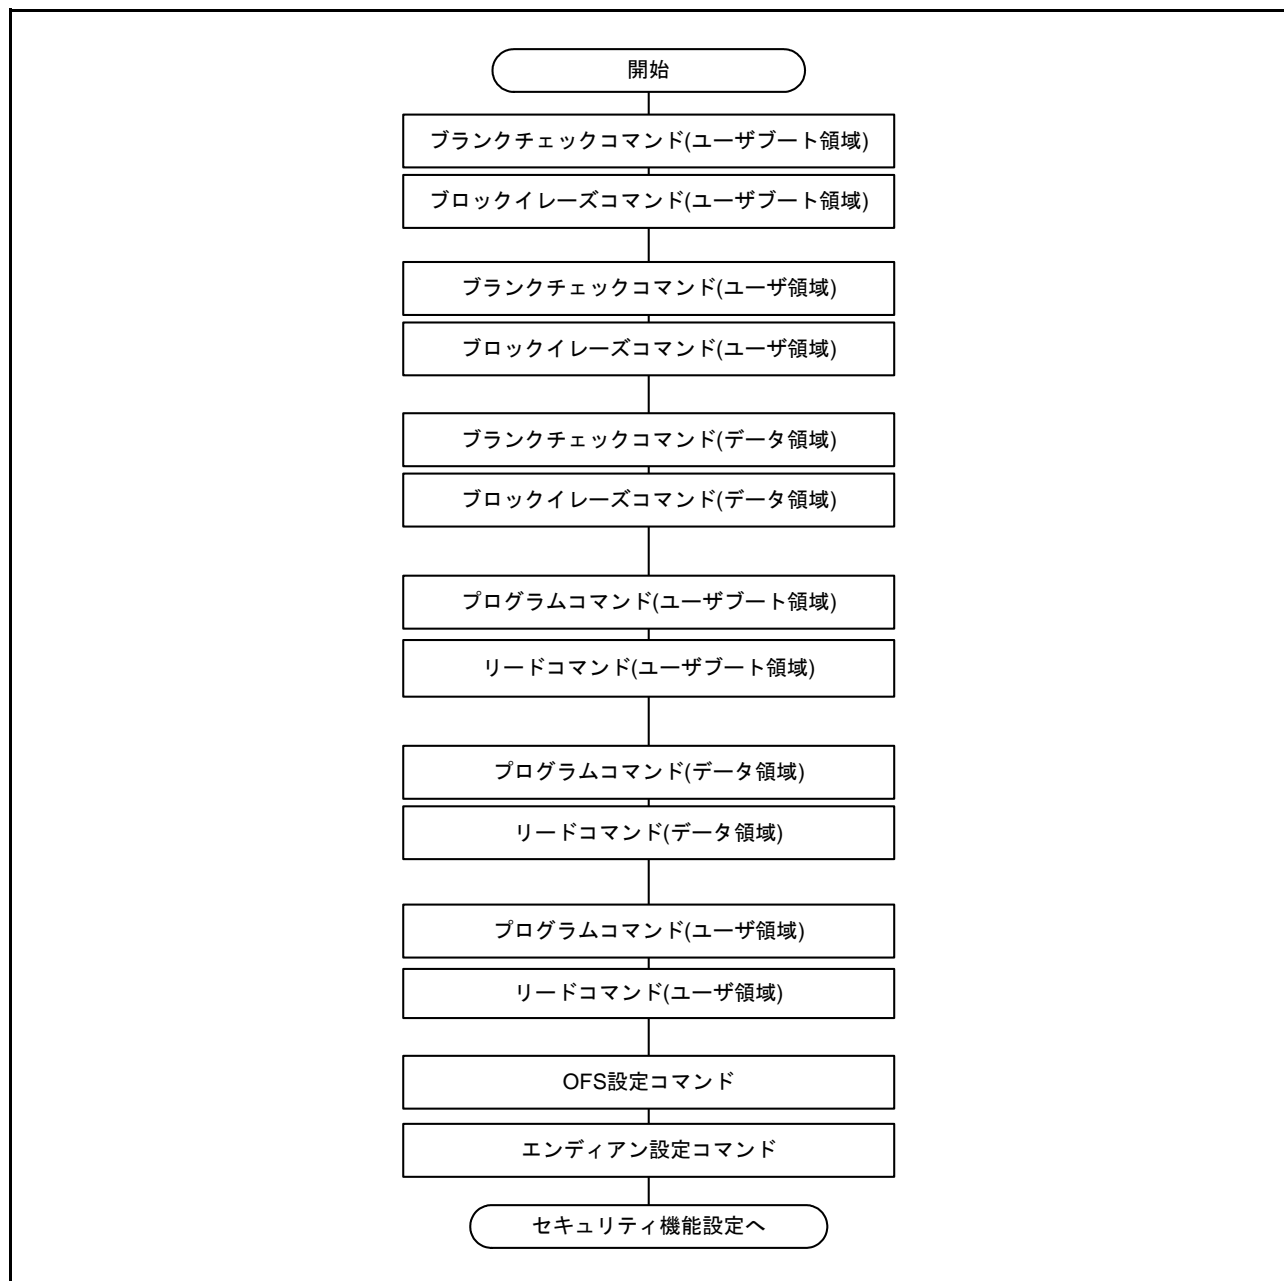 開始
ブランクチェックコマンド(ユーザブート領域)
ブロックイレーズコマンド(ユーザブート領域)
ブランクチェックコマンド(ユーザ領域)
ブロックイレーズコマンド(ユーザ領域)
ブランクチェックコマンド(データ領域)
ブロックイレーズコマンド(データ領域)
プログラムコマンド(ユーザブート領域)
リードコマンド(ユーザブート領域)
プログラムコマンド(データ領域)
リードコマンド(データ領域)
プログラムコマンド(ユーザ領域)
リードコマンド(ユーザ領域)
OFS設定コマンド
エンディアン設定コマンド
セキュリティ機能設定へ